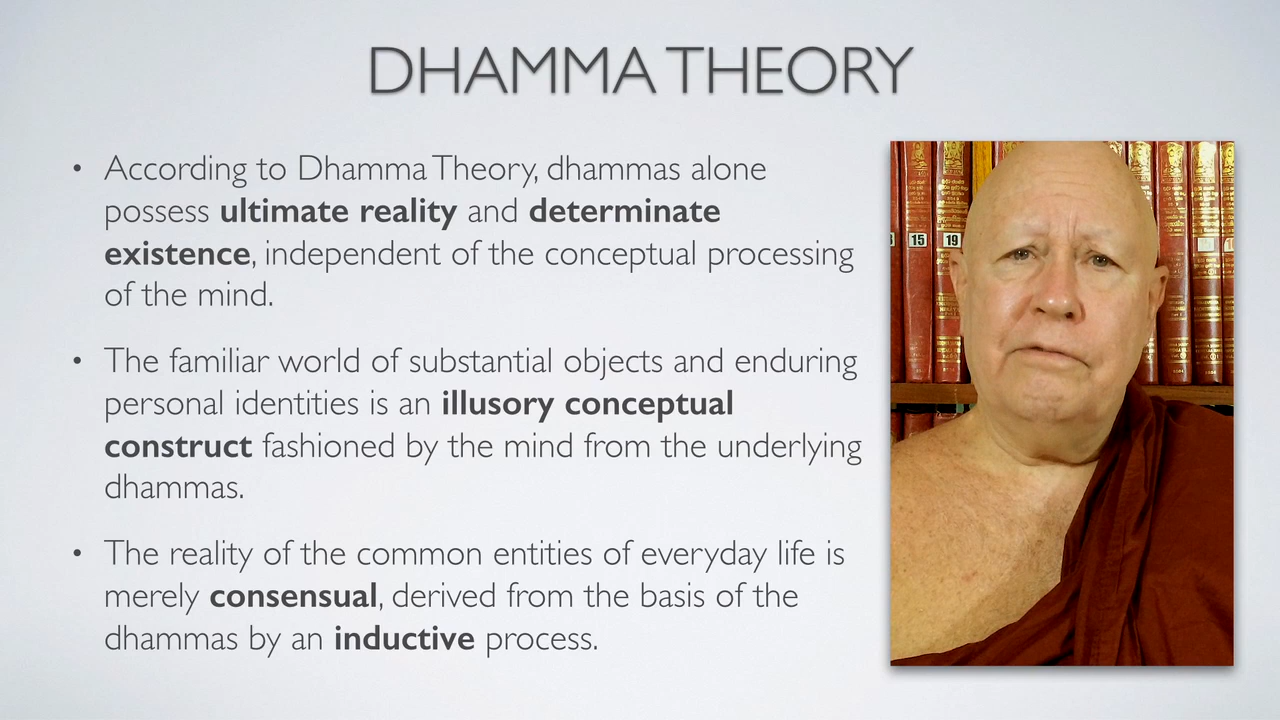 DHAMMA THEORY
• According to Dhamma Theory, dhammas alone
possess ultimate reality and determinate
existence, independent of the conceptual processing
of the mind.
• The familiar world of substantial objects and enduring
personal identities is an illusory conceptual
construct fashioned by the mind from the underlying
dhammas.
• The reality of the common entities of everyday life is
merely consensual, derived from the basis of the
dhammas by an inductive process.
15
19